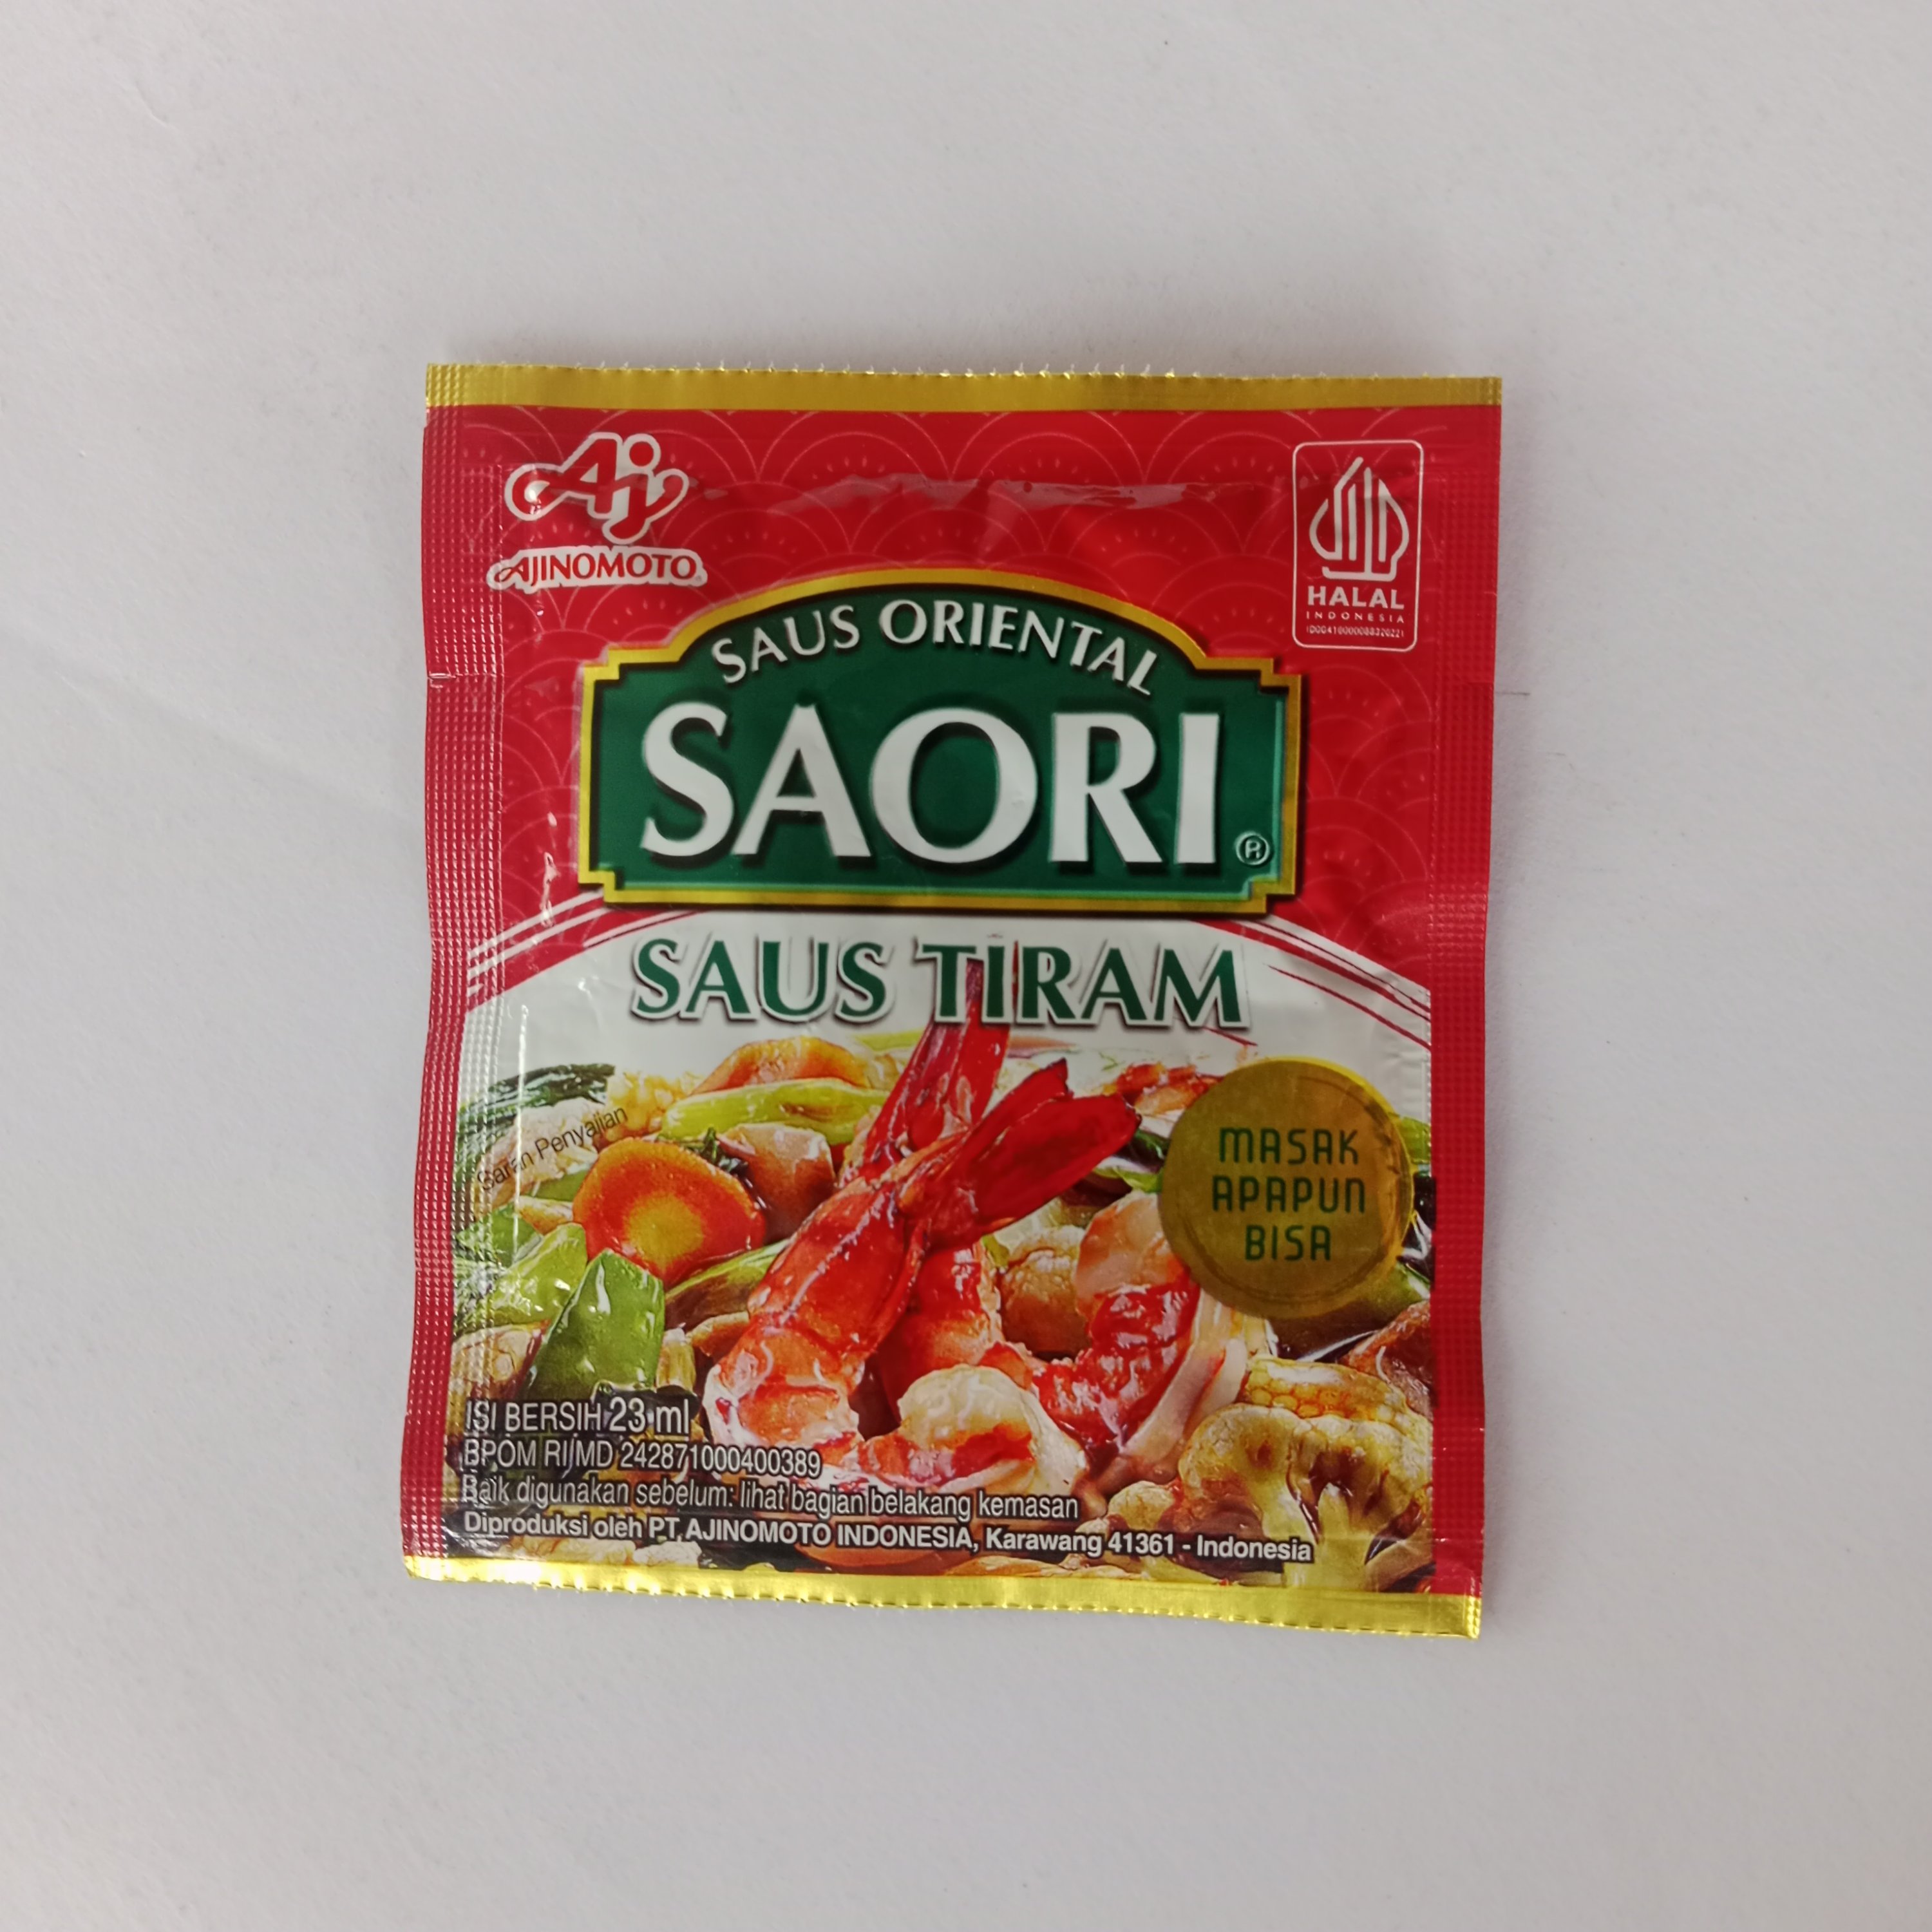 Aj
AJINOMOTO
HALAL
INDONESIA
SAUS ORIENTAL
SAORI®
SAUS TIRAM
Saran Penyajian
MASAK
APAPUN
BISA
ISI BERSIH 23 ml
BPOM RI MD 242871000400389
Baik digunakan sebelum: lihat bagian belakang kemasan
Diproduksi oleh PT AJINOMOTO INDONESIA, Karawang 41361 - Indonesia